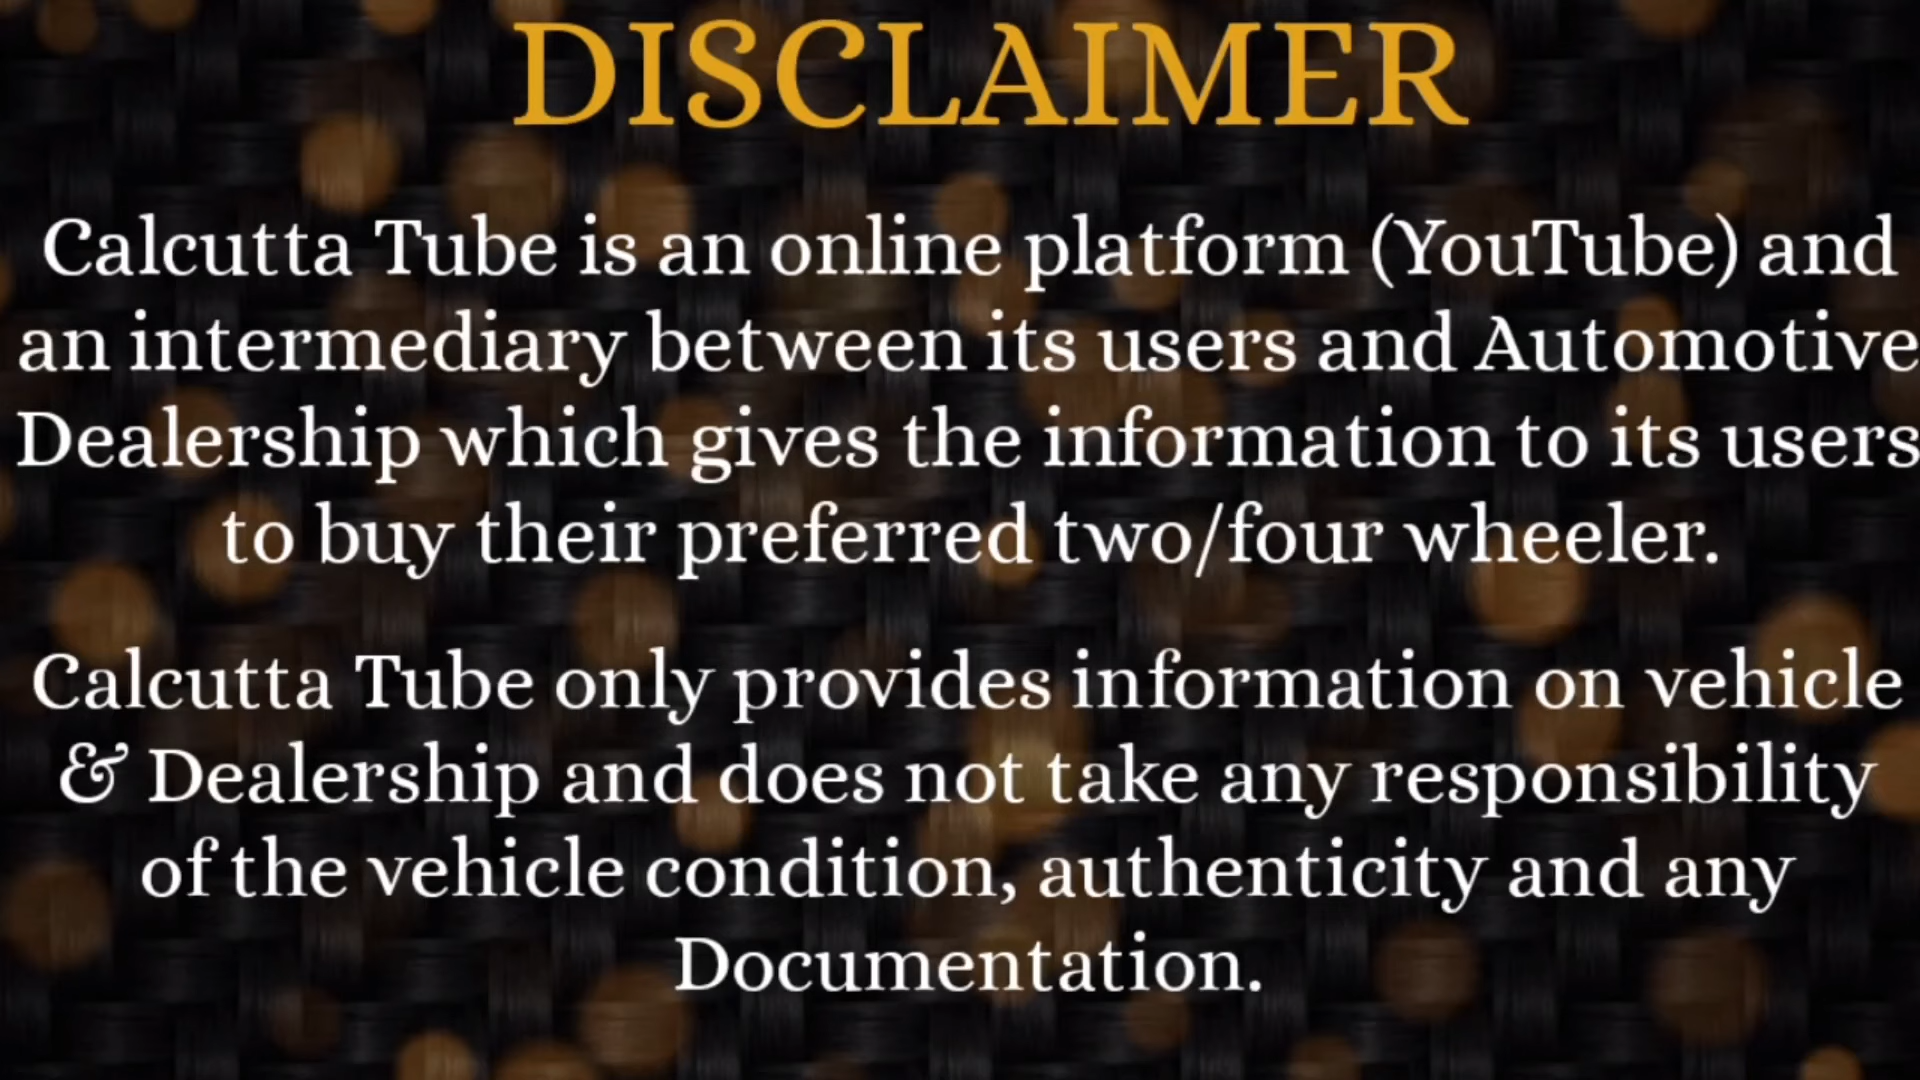 DISCLAIMER
Calcutta Tube is an online platform (YouTube) and
an intermediary between its users and Automotive
Dealership which gives the information to its users
to buy their preferred two/four wheeler.
Calcutta Tube only provides information on vehicle
& Dealership and does not take any responsibility
of the vehicle condition, authenticity and any
Documentation.